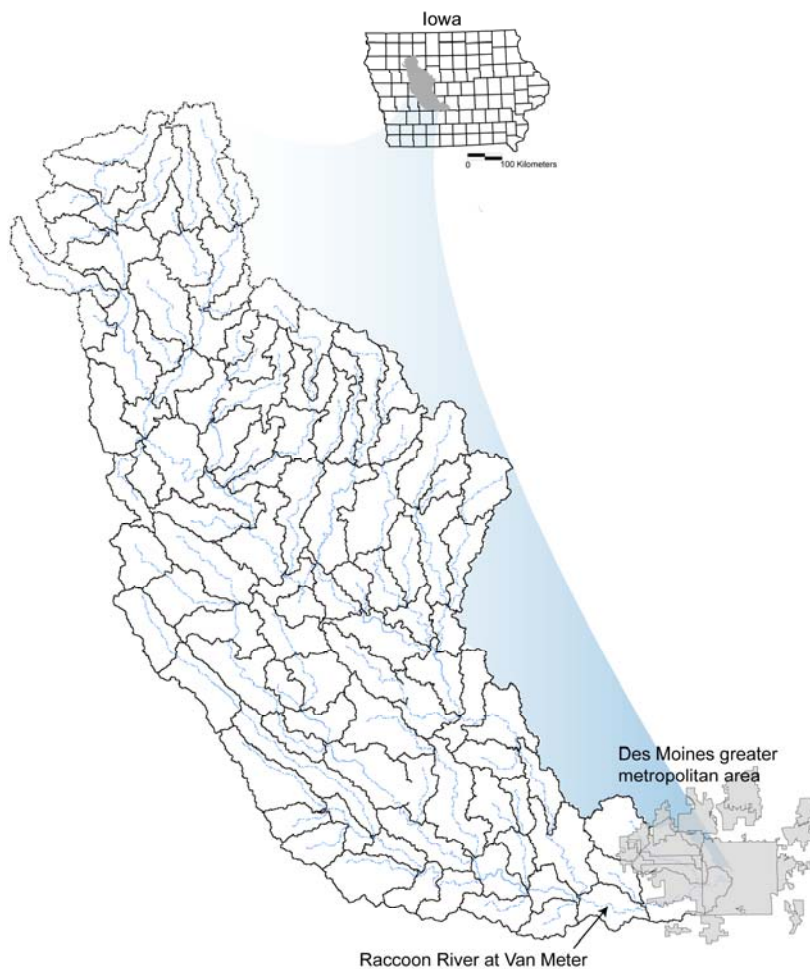 Iowa
0 100 Kilometers
Des Moines greater
metropolitan area
Raccoon River at Van Meter